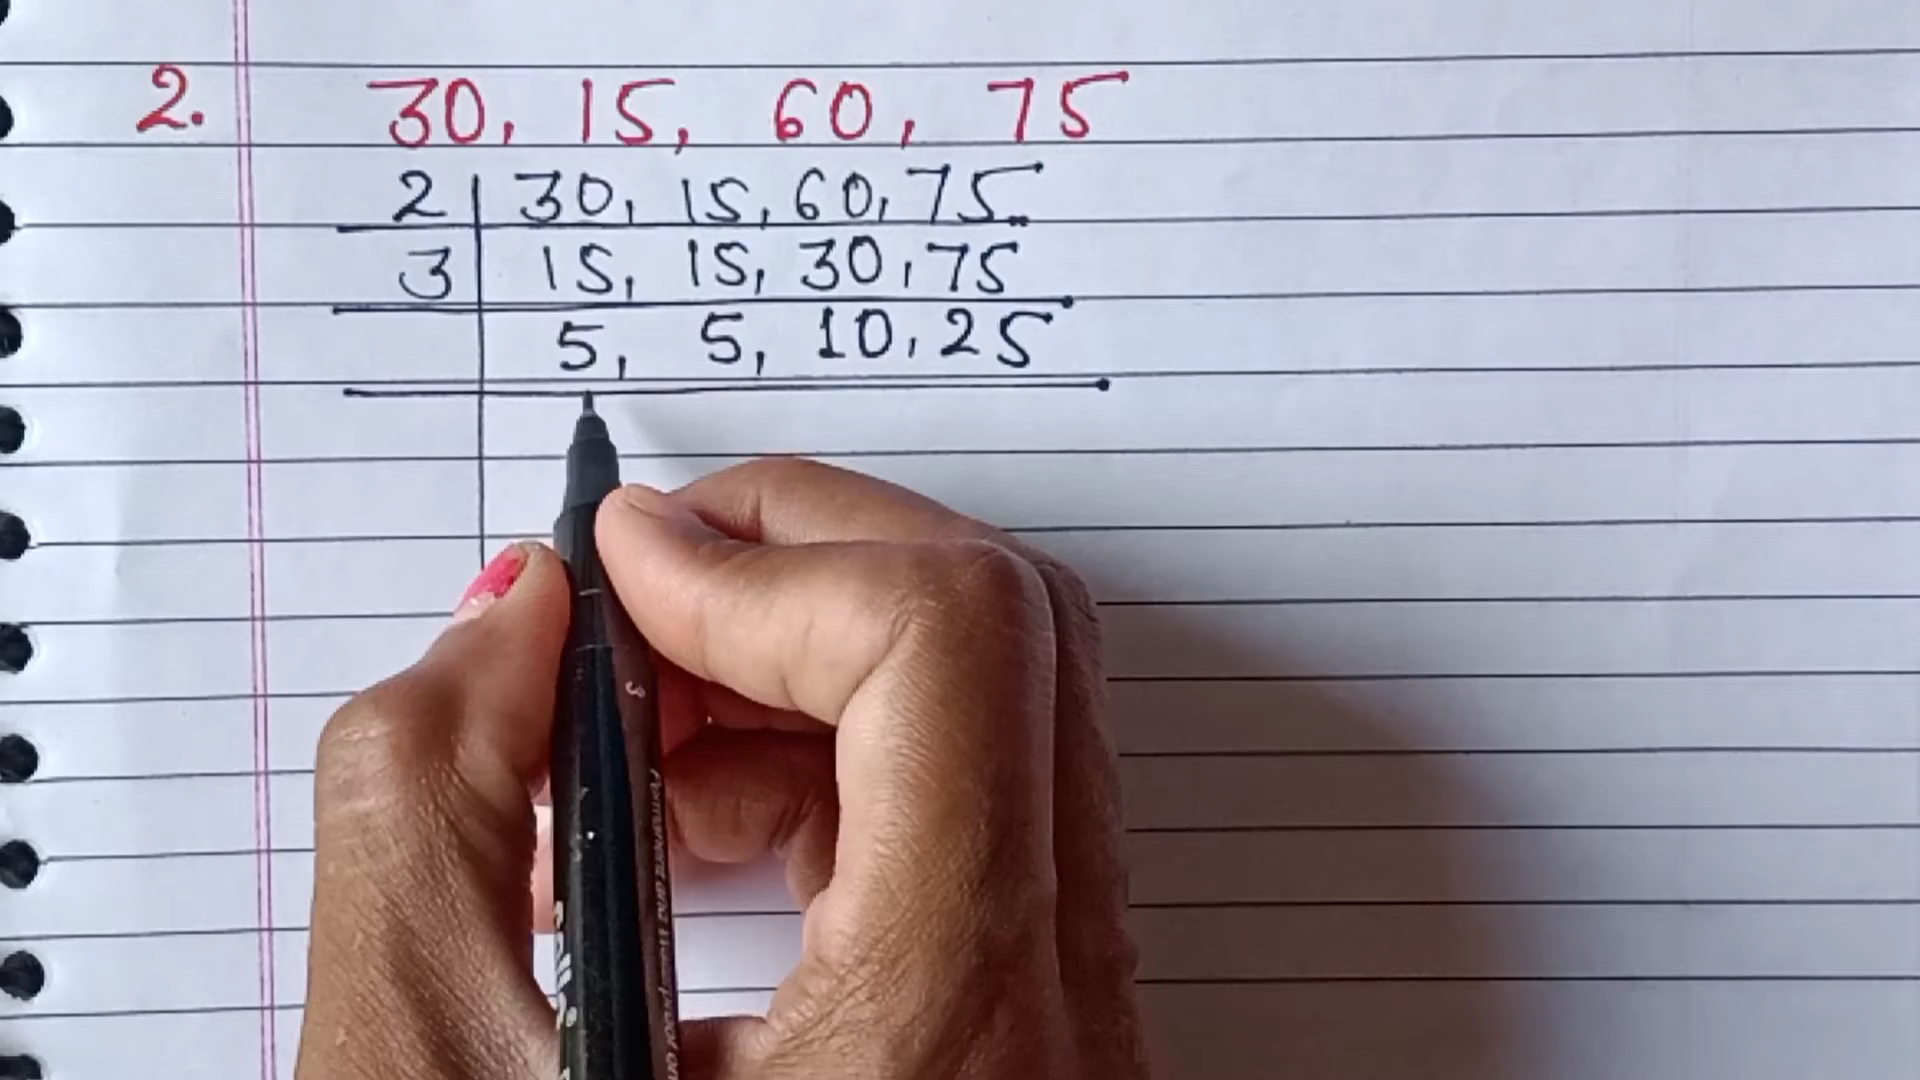 2. 30, 15, 60, 75
2 | 30, 15, 60, 75
3 | 15, 15, 30, 75
5, 5, 10, 25